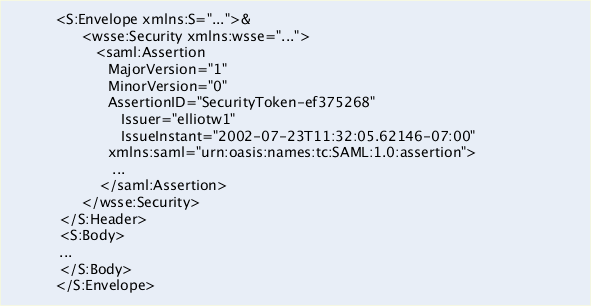 <S:Envelope xmlns:S="...">&
<wsse:Security xmlns:wsse="...">
<saml:Assertion
MajorVersion="1"
MinorVersion="0"
AssertionID="SecurityToken-ef375268"
Issuer="elliotw1"
IssueInstant="2002-07-23T11:32:05.62146-07:00"
xmlns:saml="urn:oasis:names:tc:SAML:1.0:assertion">
...
</saml:Assertion>
</wsse:Security>
</S:Header>
<S:Body>
...
</S:Body>
</S:Envelope>